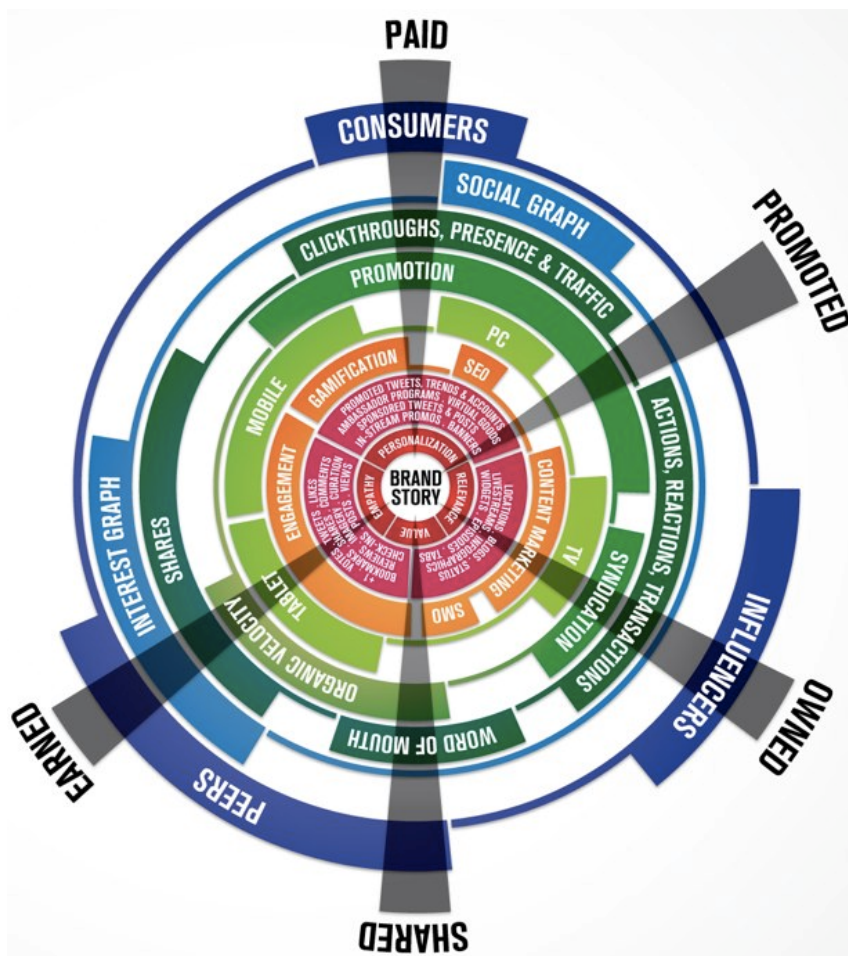 PAID
CONSUMERS
SOCIAL GRAPH
CLICKTHROUGHS, PRESENCE & TRAFFIC
PROMOTION
PROMOTED
PC
MOBILE
GAMIFICATION
SEO
PROMOTED TWEETS, TRENDS & ACCOUNTS
AMBASSADOR PROGRAMS . VIRTUAL GOODS
SPONSORED TWEETS & POSTS
IN-STREAM PROMOS . BANNERS
PERSONALIZATION
BRAND
STORY
EMPATHY
RELEVANCE
VALUE
ENGAGEMENT
LIKES
VOTES . TWEETS . COMMENTS
SHARES . CURATION
IMAGERY . VIEWS
POSTS
+1
BOOKMARKS
REVIEWS
CHECK-INS
LOCATIONS . BLOGS . STATUS
LIVESTREAMS . INFOGRAPHICS
WIDGETS . EPISODES . TABS
CONTENT MARKETING
SMO
TV
TABLET
SYNDICATION
ACTIONS, REACTIONS, TRANSACTIONS
SHARES
INTEREST GRAPH
ORGANIC VELOCITY
WORD OF MOUTH
INFLUENCERS
OWNED
EARNED
PEERS
SHARED